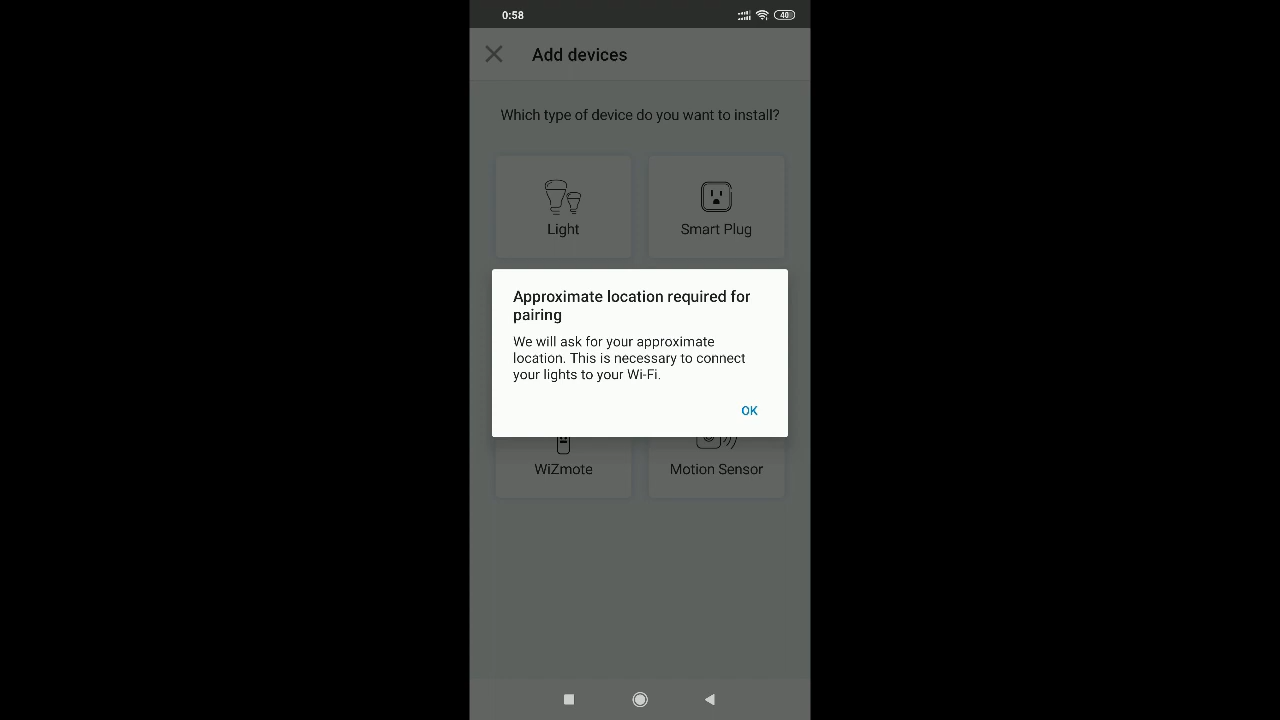 0:58
40
Add devices
Which type of device do you want to install?
Light
Smart Plug
Approximate location required for
pairing
We will ask for your approximate
location. This is necessary to connect
your lights to your Wi-Fi.
OK
WiZmote
Motion Sensor